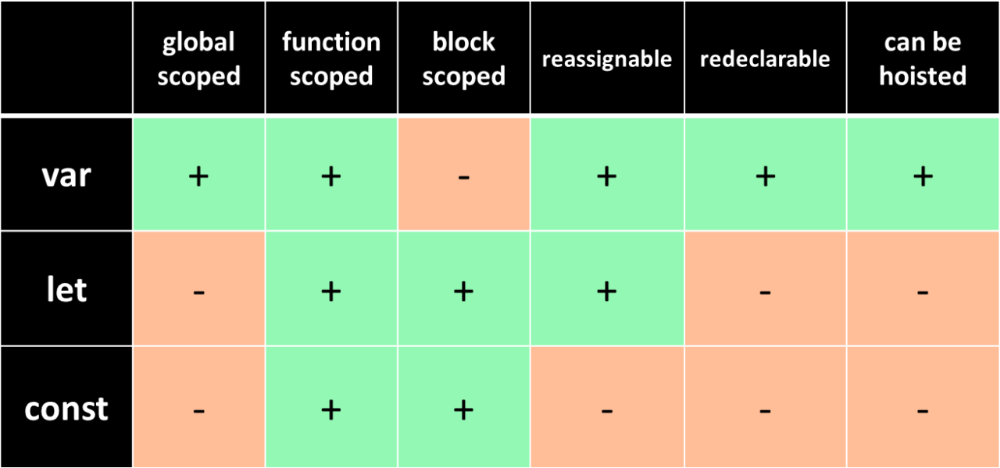 global
scoped
function
scoped
block
scoped
reassignable
redeclarable
can be
hoisted
var + + - + + +
let - + + + - -
const - + + - - -